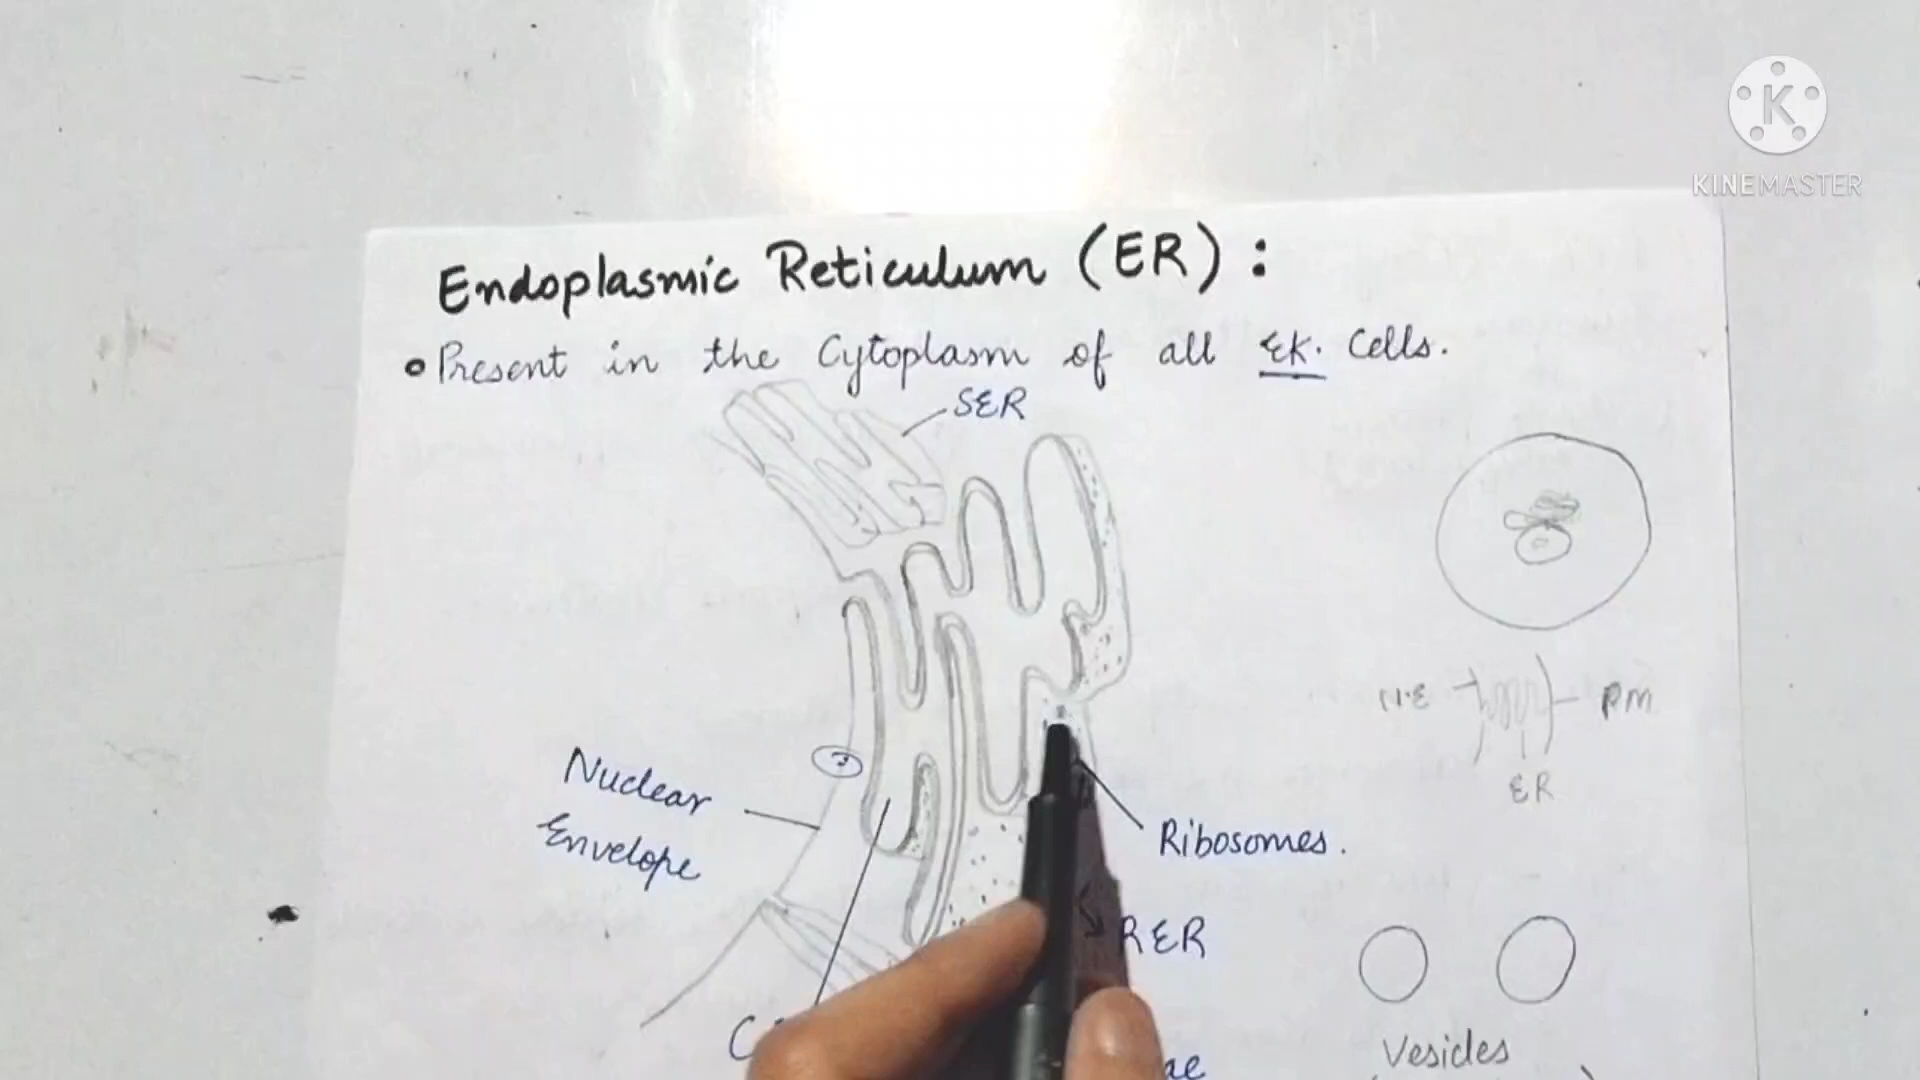 KINEMASTER
Endoplasmic Reticulum (ER) :
• Present in the Cytoplasm of all EK. Cells.
SER
N.E
PM
ER
Nuclear
Envelope
Ribosomes.
RER
Vesicles